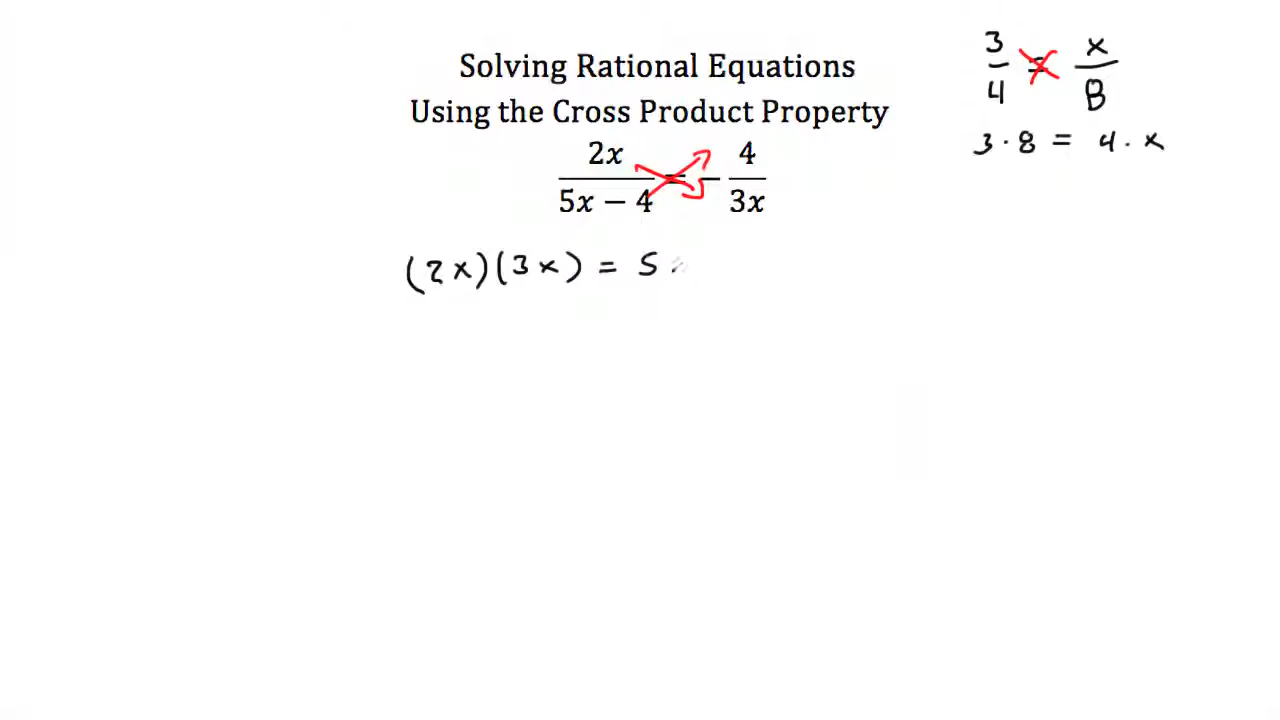 Solving Rational Equations
Using the Cross Product Property
2x / 5x − 4 = − 4 / 3x
(2x)(3x) = 5
3 / 4 = x / 8
3 · 8 = 4 · x